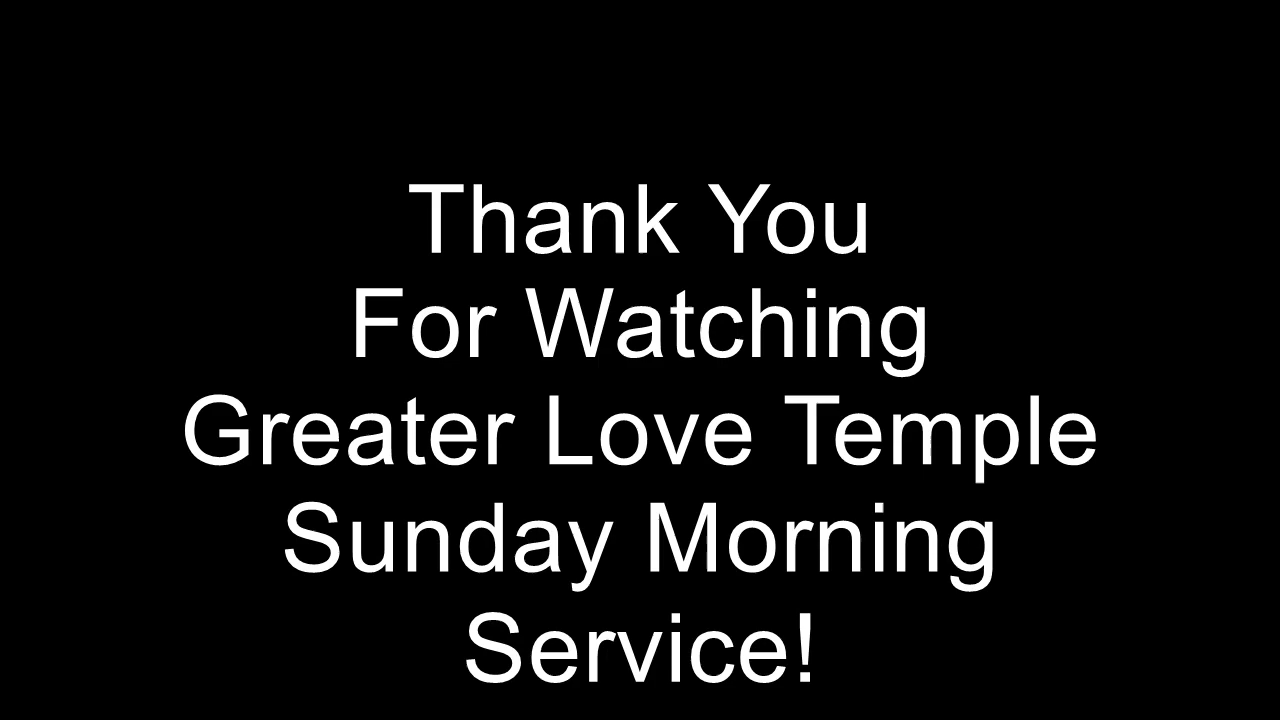 Thank You
For Watching
Greater Love Temple
Sunday Morning
Service!